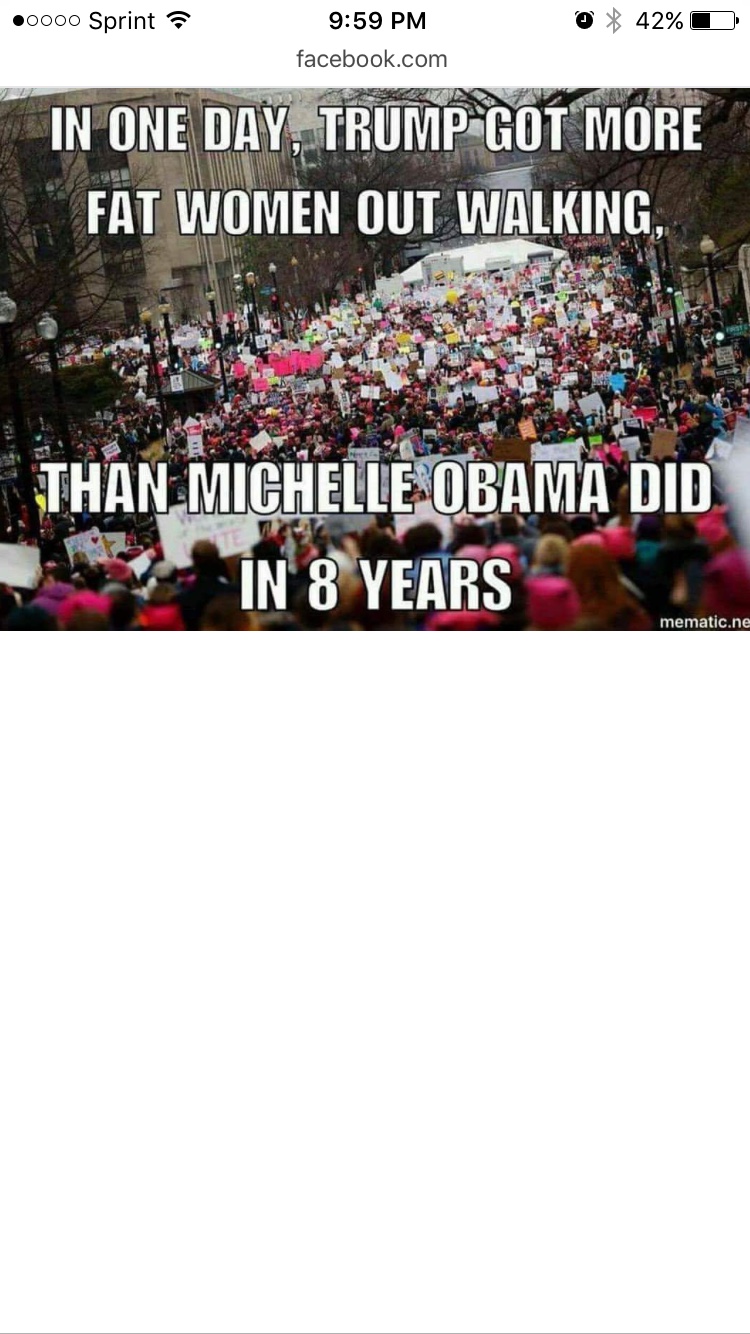 Sprint 9:59 PM 42%
facebook.com
IN ONE DAY, TRUMP GOT MORE
FAT WOMEN OUT WALKING,
THAN MICHELLE OBAMA DID
IN 8 YEARS
mematic.ne